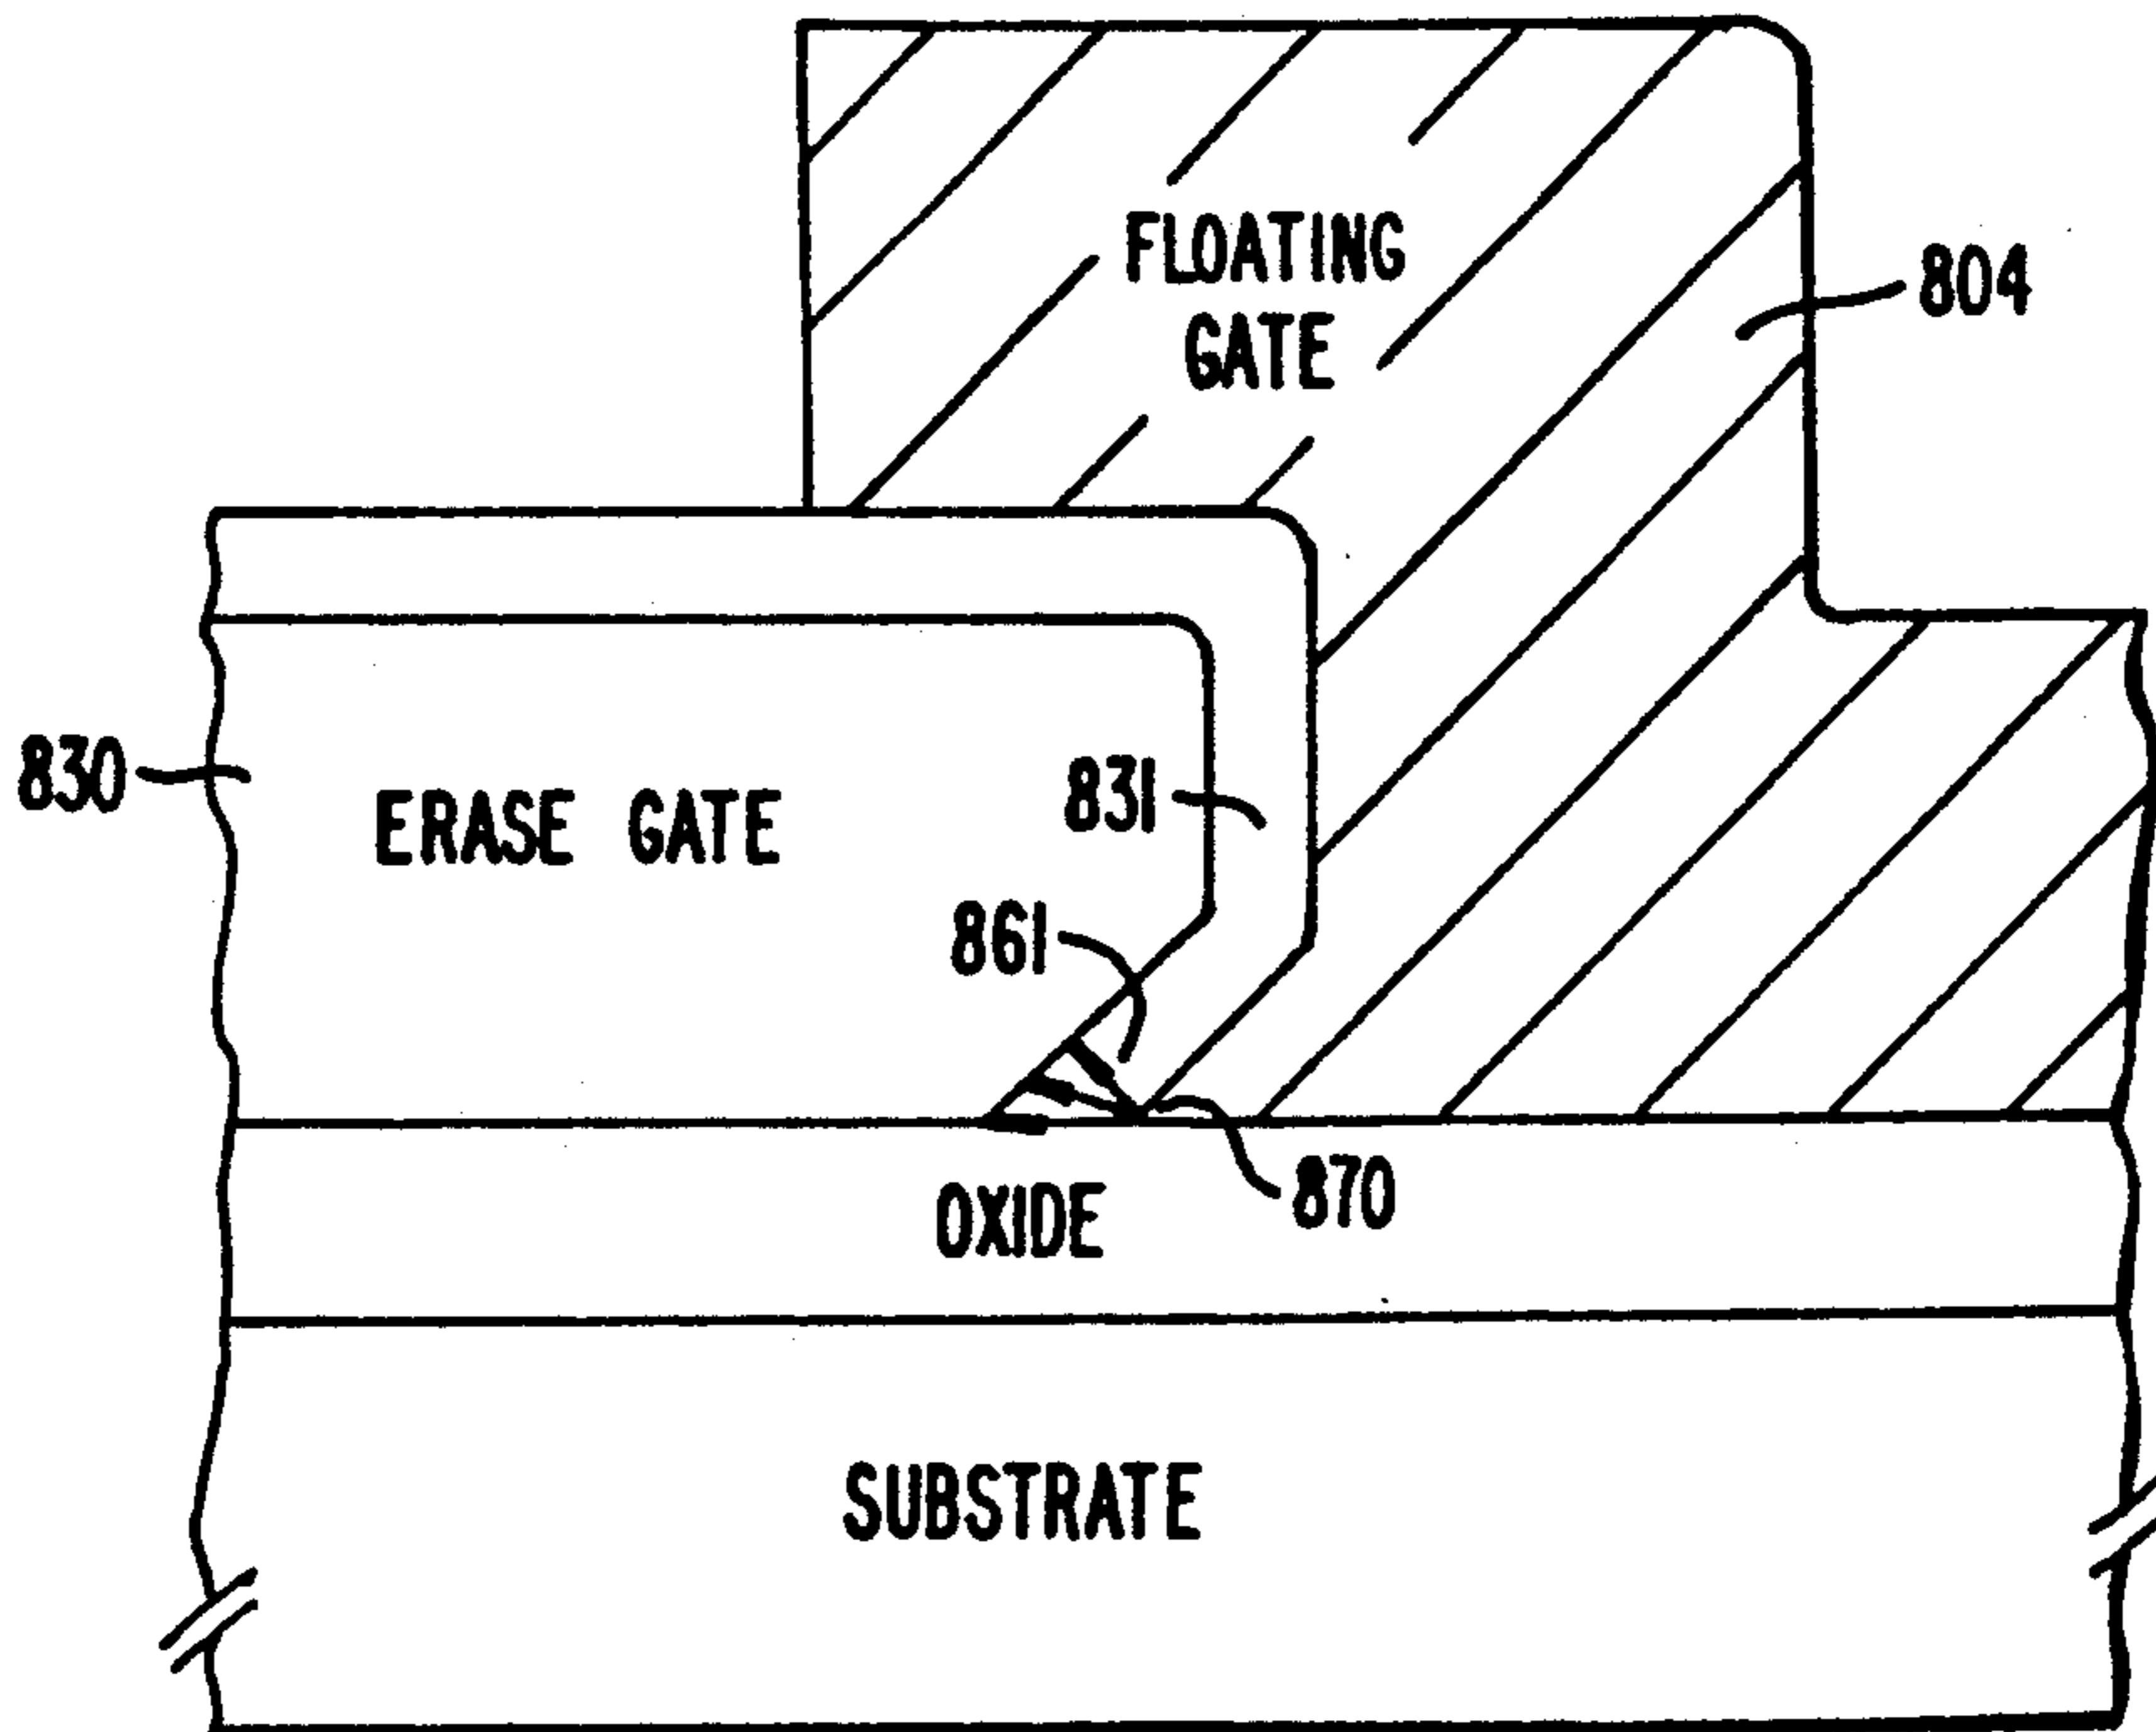 FLOATING
GATE
804
830
ERASE GATE
831
861
870
OXIDE
SUBSTRATE